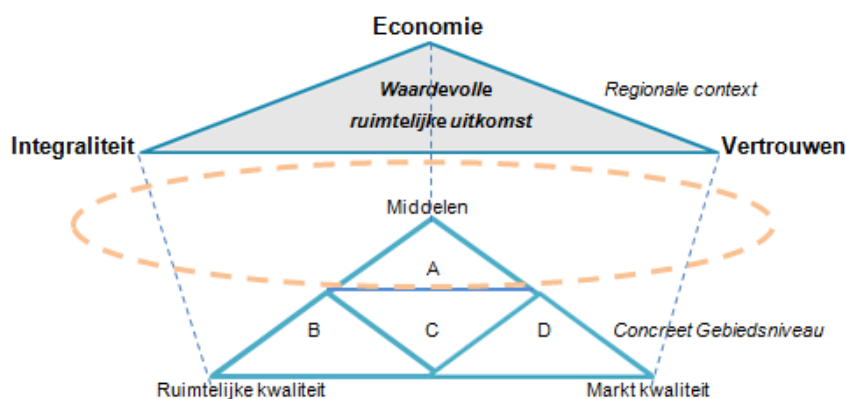 Economie
Waardevolle
ruimtelijke uitkomst
Regionale context
Integraliteit
Vertrouwen
Middelen
A
B
C
D
Concreet Gebiedsniveau
Ruimtelijke kwaliteit
Markt kwaliteit